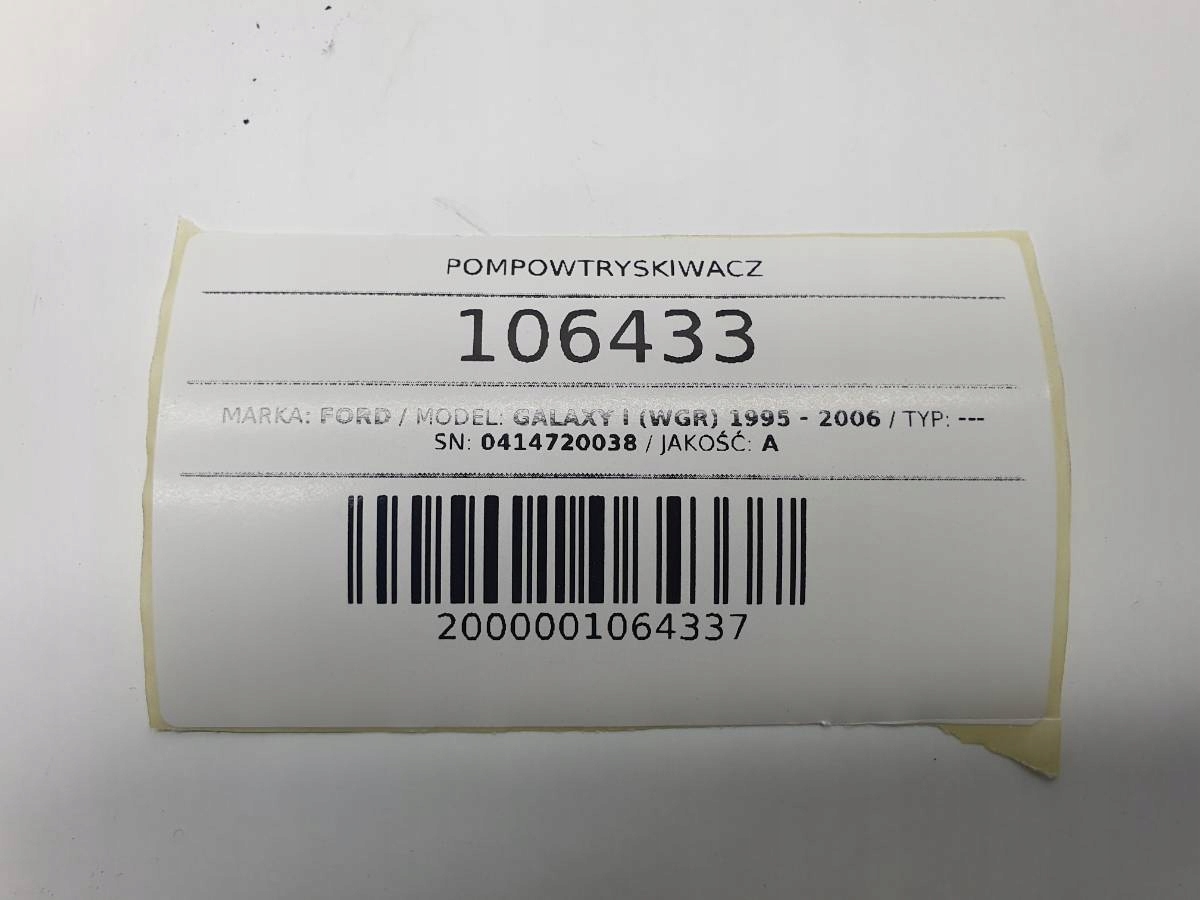 POMPOWTRYSKIWACZ
106433
MARKA: FORD / MODEL: GALAXY I (WGR) 1995 - 2006 / TYP: ---
SN: 0414720038 / JAKOŚĆ: A
2000001064337